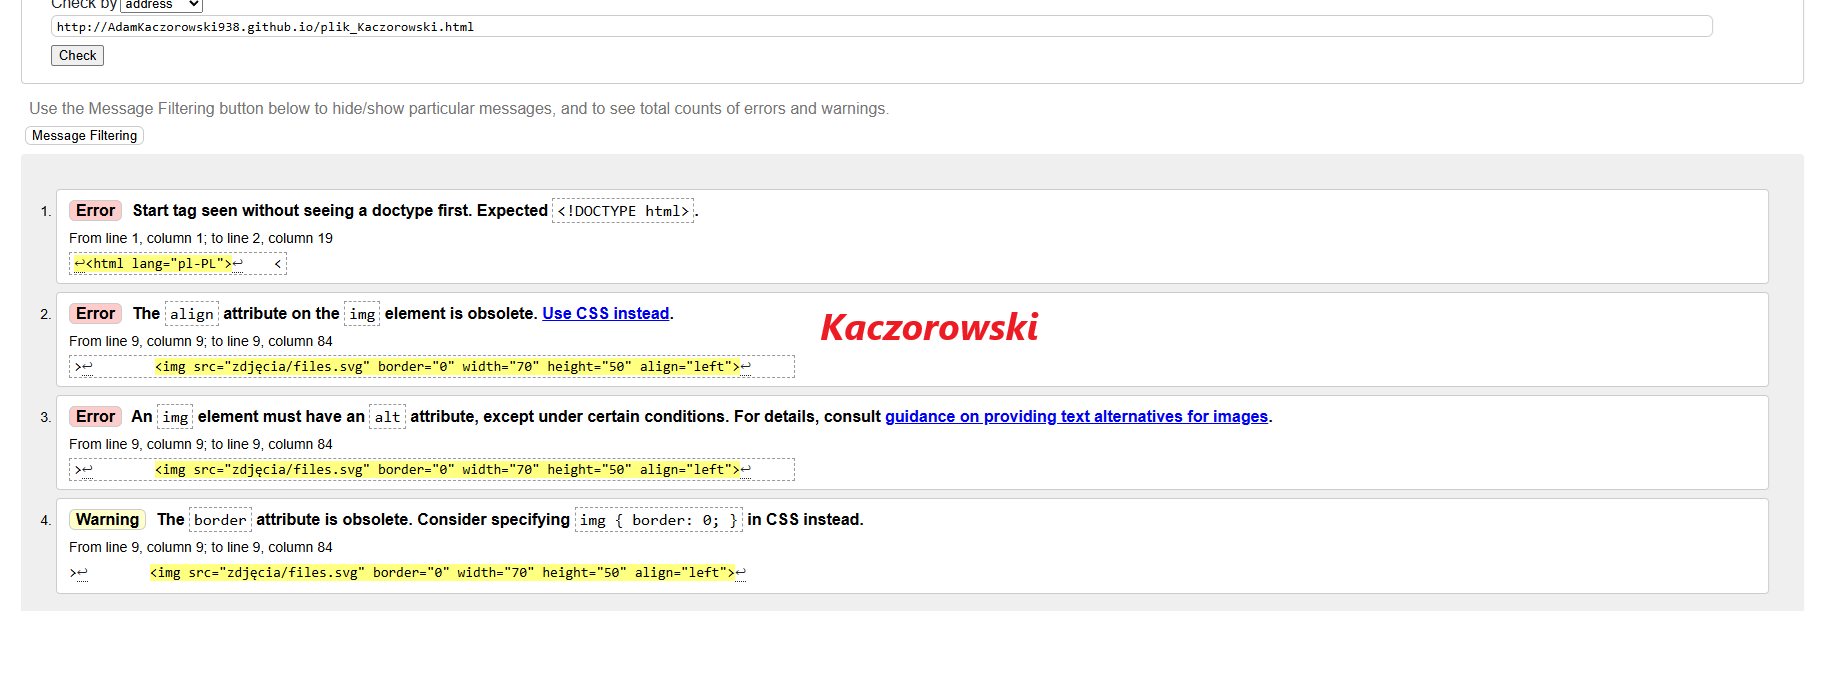 Check by address
http://AdamKaczorowski938.github.io/plik_Kaczorowski.html
Check
Use the Message Filtering button below to hide/show particular messages, and to see total counts of errors and warnings.
Message Filtering
1. Error Start tag seen without seeing a doctype first. Expected <!DOCTYPE html>.
From line 1, column 1; to line 2, column 19
↩<html lang="pl-PL">↩ <
2. Error The align attribute on the img element is obsolete. Use CSS instead.
Kaczorowski
From line 9, column 9; to line 9, column 84
>↩ <img src="zdjęcia/files.svg" border="0" width="70" height="50" align="left">↩
3. Error An img element must have an alt attribute, except under certain conditions. For details, consult guidance on providing text alternatives for images.
From line 9, column 9; to line 9, column 84
>↩ <img src="zdjęcia/files.svg" border="0" width="70" height="50" align="left">↩
4. Warning The border attribute is obsolete. Consider specifying img { border: 0; } in CSS instead.
From line 9, column 9; to line 9, column 84
>↩ <img src="zdjęcia/files.svg" border="0" width="70" height="50" align="left">↩